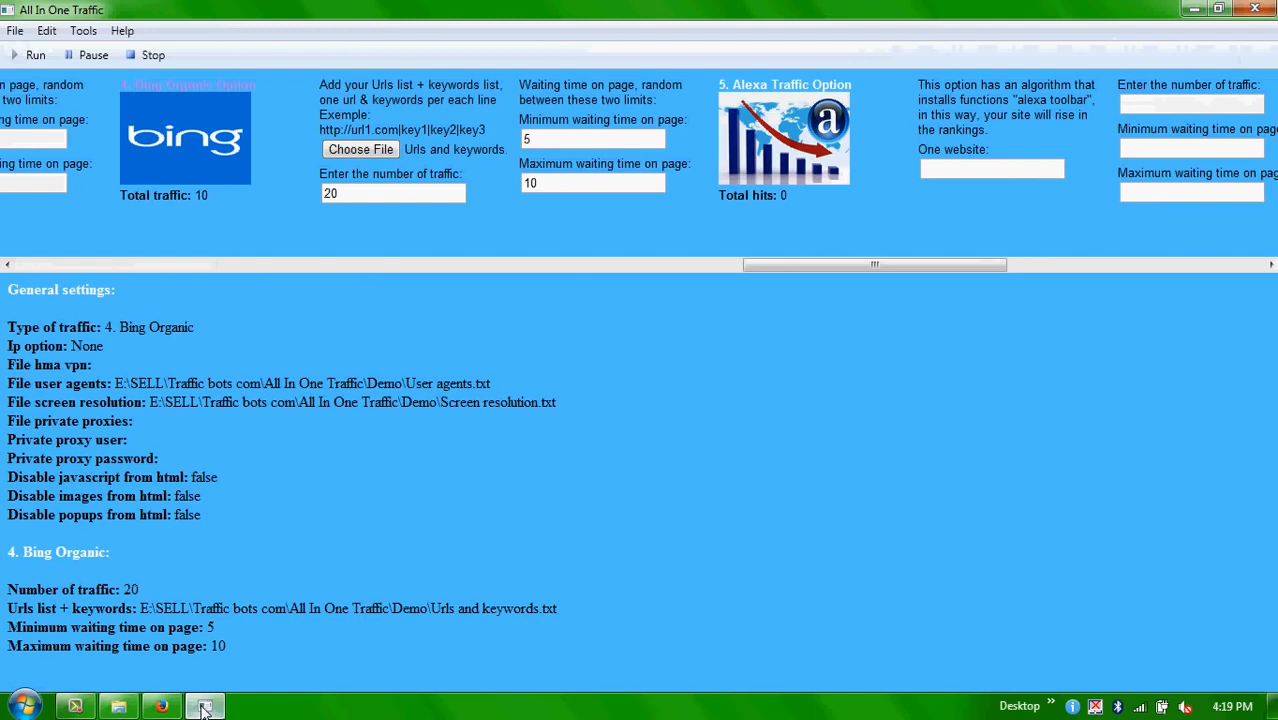 All In One Traffic
File Edit Tools Help
Run Pause Stop
n page, random
two limits:
ng time on page:
ting time on page:
4. Bing Organic Option
bing
Total traffic: 10
Add your Urls list + keywords list,
one url & keywords per each line
Exemple:
http://url1.com|key1|key2|key3
Choose File Urls and keywords.
Enter the number of traffic:
20
Waiting time on page, random
between these two limits:
Minimum waiting time on page:
5
Maximum waiting time on page:
10
5. Alexa Traffic Option
a
Total hits: 0
This option has an algorithm that
installs functions "alexa toolbar",
in this way, your site will rise in
the rankings.
One website:
Enter the number of traffic:
Minimum waiting time on page
Maximum waiting time on pag
General settings:
Type of traffic: 4. Bing Organic
Ip option: None
File hma vpn:
File user agents: E:\SELL\Traffic bots com\All In One Traffic\Demo\User agents.txt
File screen resolution: E:\SELL\Traffic bots com\All In One Traffic\Demo\Screen resolution.txt
File private proxies:
Private proxy user:
Private proxy password:
Disable javascript from html: false
Disable images from html: false
Disable popups from html: false
4. Bing Organic:
Number of traffic: 20
Urls list + keywords: E:\SELL\Traffic bots com\All In One Traffic\Demo\Urls and keywords.txt
Minimum waiting time on page: 5
Maximum waiting time on page: 10
Desktop » 4:19 PM